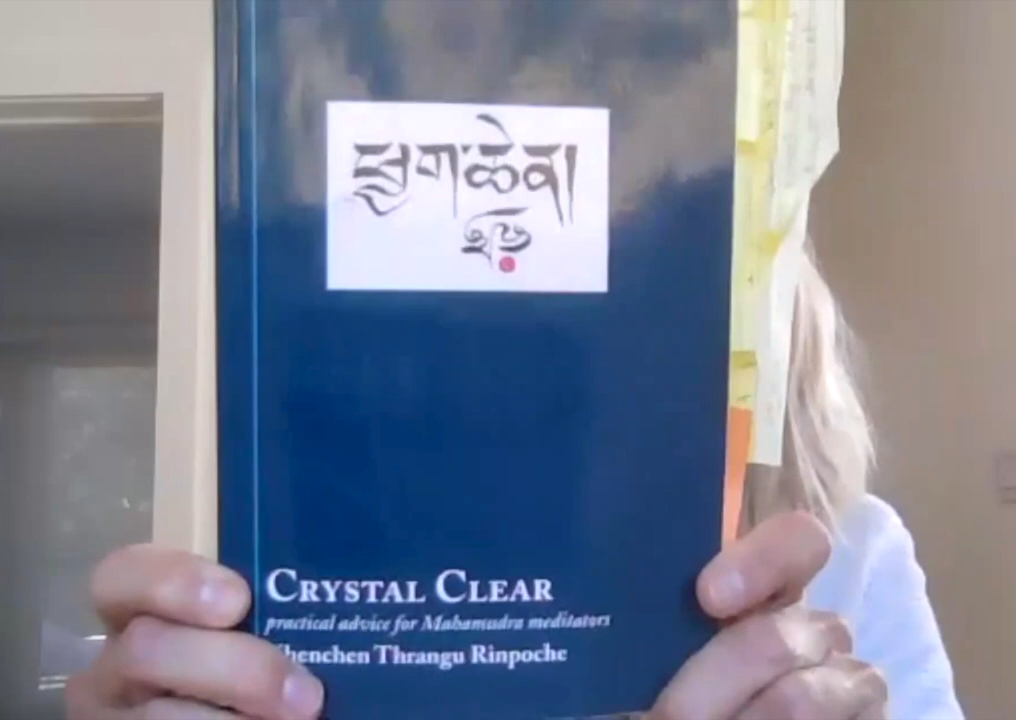 ཕྱག་ཆེན།
CRYSTAL CLEAR
practical advice for Mahamudra meditators
Khenchen Thrangu Rinpoche